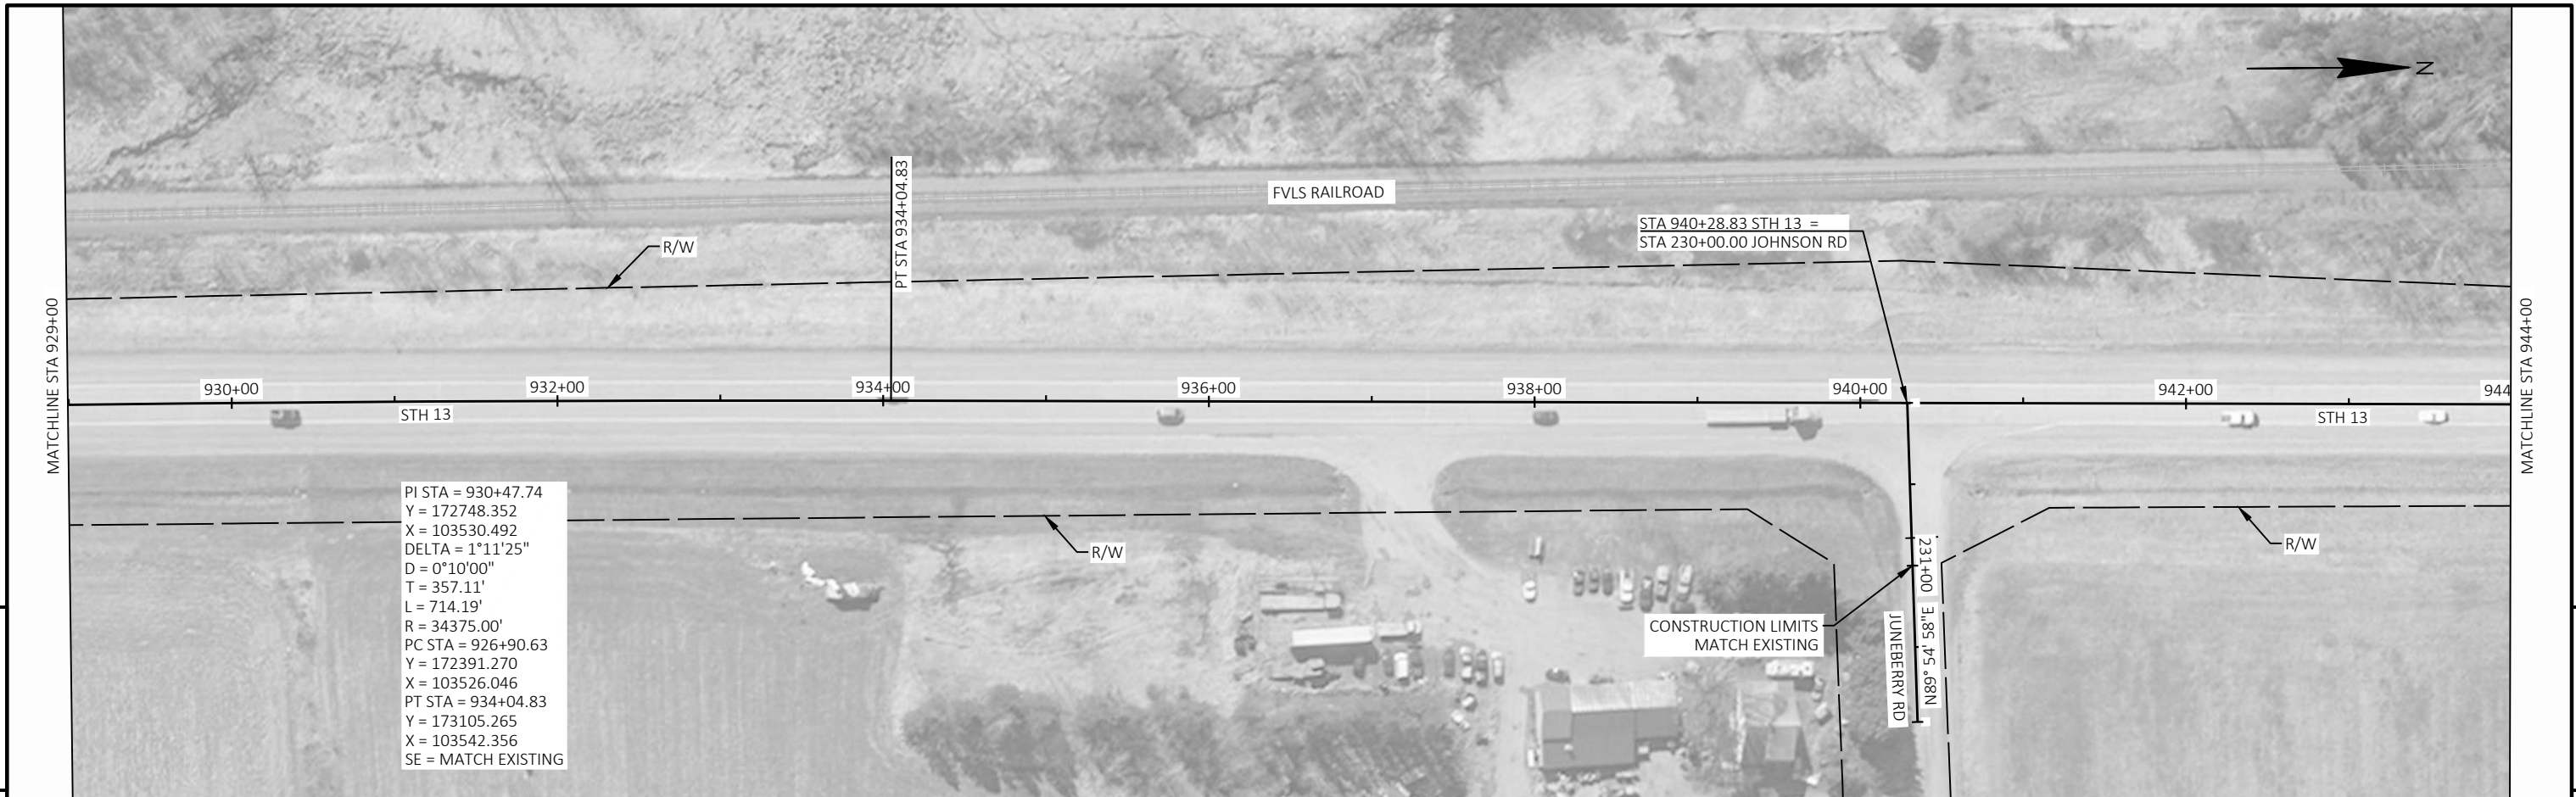 N
PT STA 934+04.83
FVLS RAILROAD
STA 940+28.83 STH 13 =
STA 230+00.00 JOHNSON RD
R/W
MATCHLINE STA 929+00
MATCHLINE STA 944+00
930+00
932+00
934+00
936+00
938+00
940+00
942+00
944
STH 13
STH 13
PI STA = 930+47.74
Y = 172748.352
X = 103530.492
DELTA = 1°11'25"
D = 0°10'00"
T = 357.11'
L = 714.19'
R = 34375.00'
PC STA = 926+90.63
Y = 172391.270
X = 103526.046
PT STA = 934+04.83
Y = 173105.265
X = 103542.356
SE = MATCH EXISTING
R/W
R/W
231+00
CONSTRUCTION LIMITS
MATCH EXISTING
JUNEBERRY RD
N89° 54' 58"E